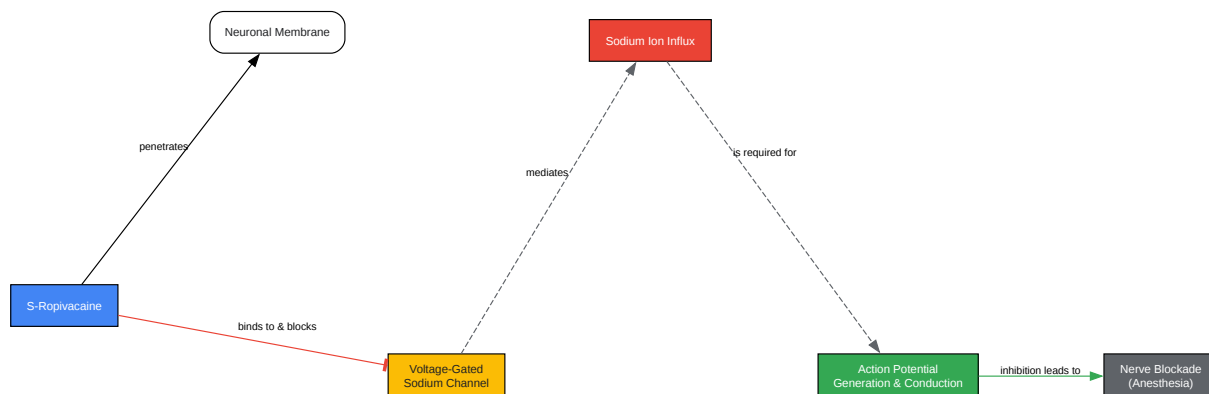 Neuronal Membrane
Sodium Ion Influx
penetrates
is required for
mediates
S-Ropivacaine
binds to & blocks
Voltage-Gated
Sodium Channel
Action Potential
Generation & Conduction
inhibition leads to
Nerve Blockade
(Anesthesia)